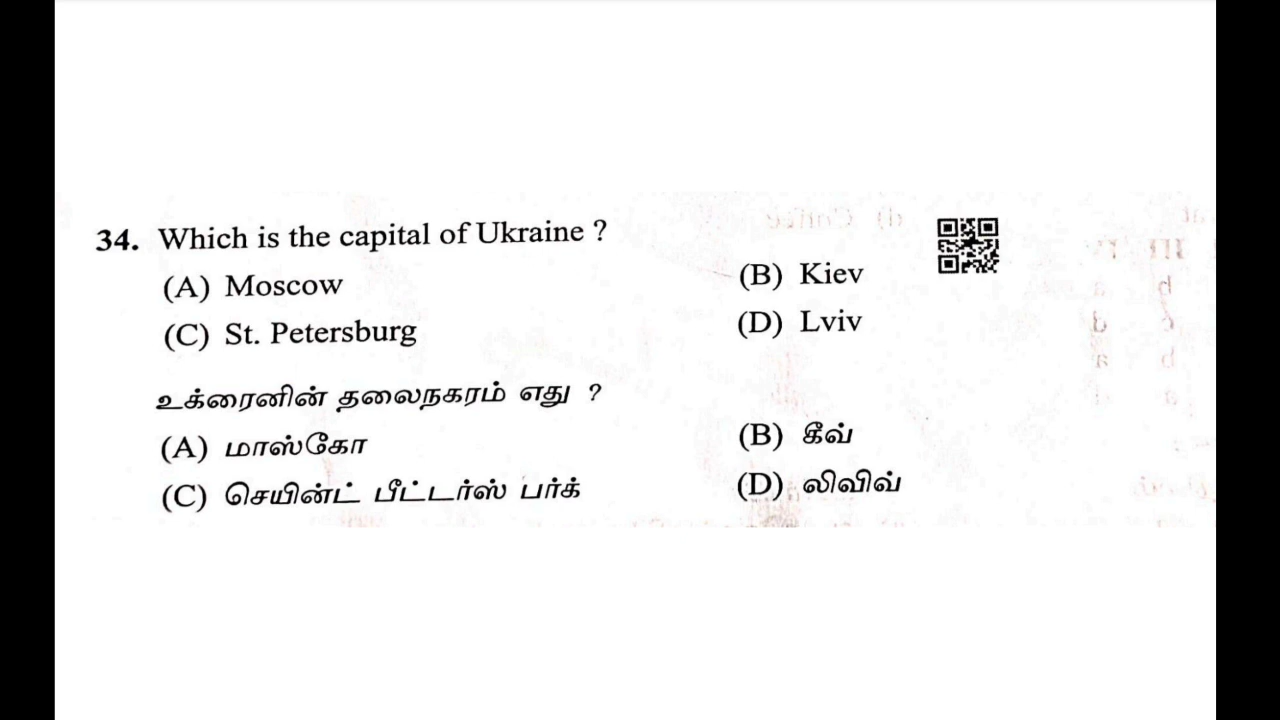 34. Which is the capital of Ukraine ?
(A) Moscow (B) Kiev
(C) St. Petersburg (D) Lviv
உக்ரைனின் தலைநகரம் எது ?
(A) மாஸ்கோ (B) கீவ்
(C) செயின்ட் பீட்டர்ஸ் பர்க் (D) லிவிவ்